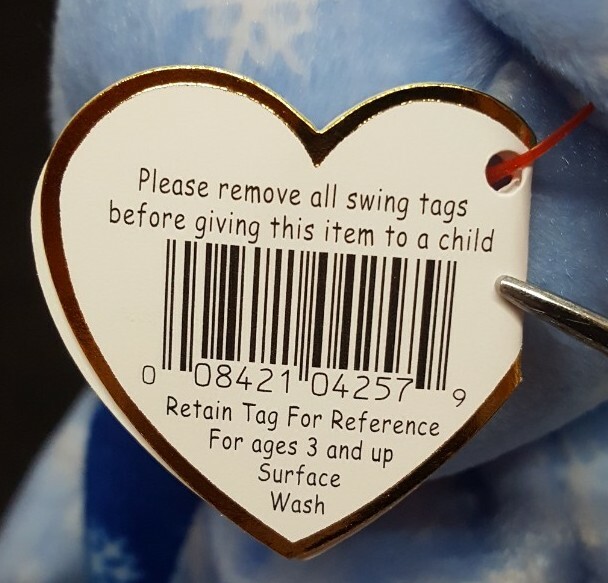 Please remove all swing tags
before giving this item to a child
0 08421 04257 9
Retain Tag For Reference
For ages 3 and up
Surface
Wash